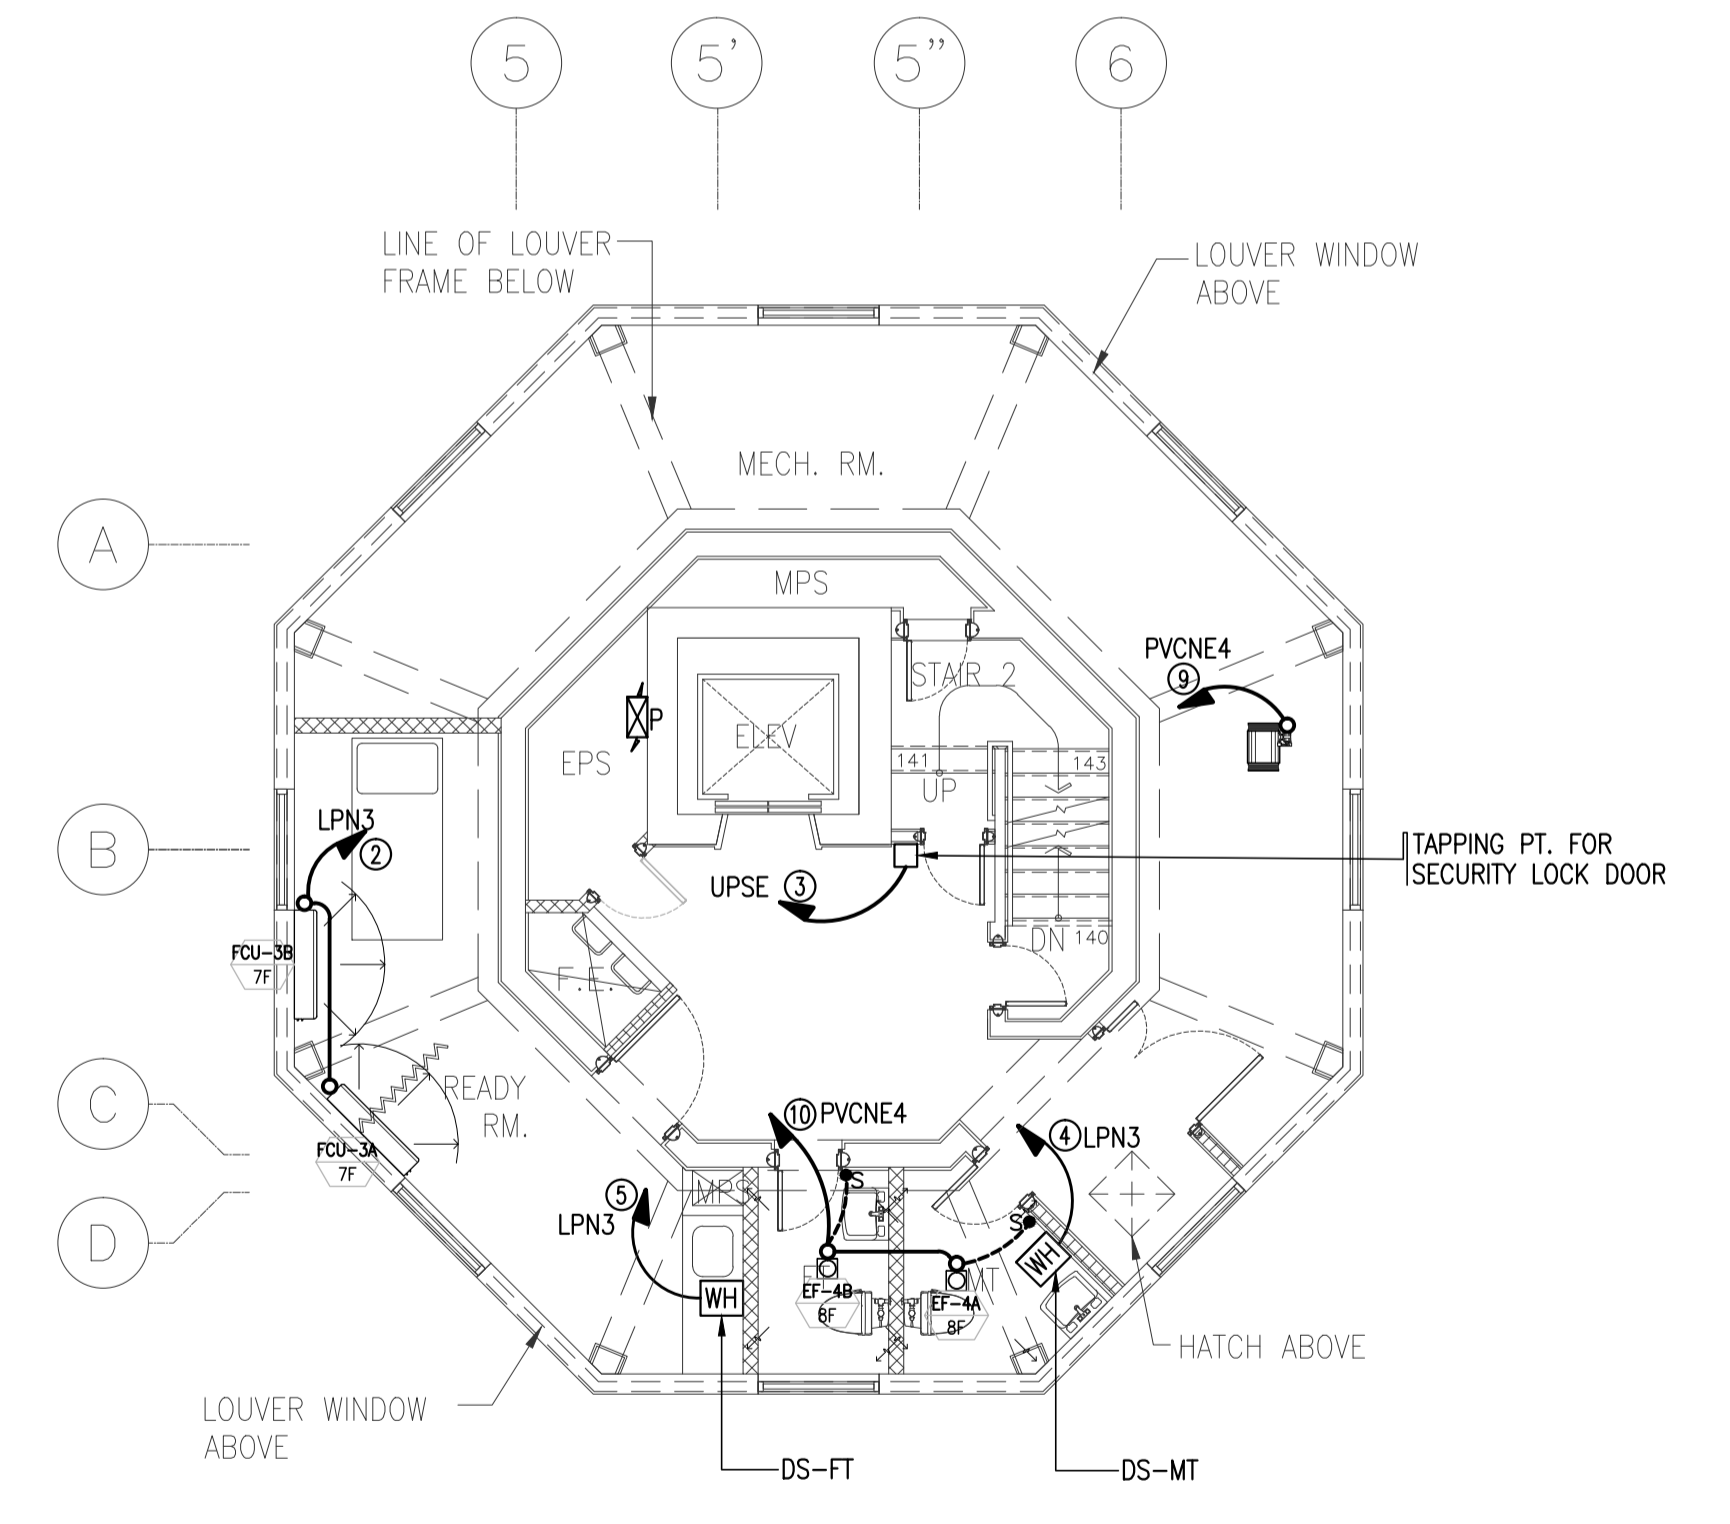 5
5'
5"
6
LINE OF LOUVER
FRAME BELOW
LOUVER WINDOW
ABOVE
MECH. RM.
A
MPS
PVCNE4
9
STAIR 2
P
ELEV
EPS
141
143
UP
LPN3
2
B
TAPPING PT. FOR
SECURITY LOCK DOOR
UPSE 3
DN 140
FCU-3B
7F
F.E.
READY
RM.
C
10 PVCNE4
4 LPN3
FCU-3A
7F
S
MPS
5
LPN3
S
D
WH
WH
MT
EF-4B
8F
EF-4A
8F
HATCH ABOVE
LOUVER WINDOW
ABOVE
DS-FT
DS-MT